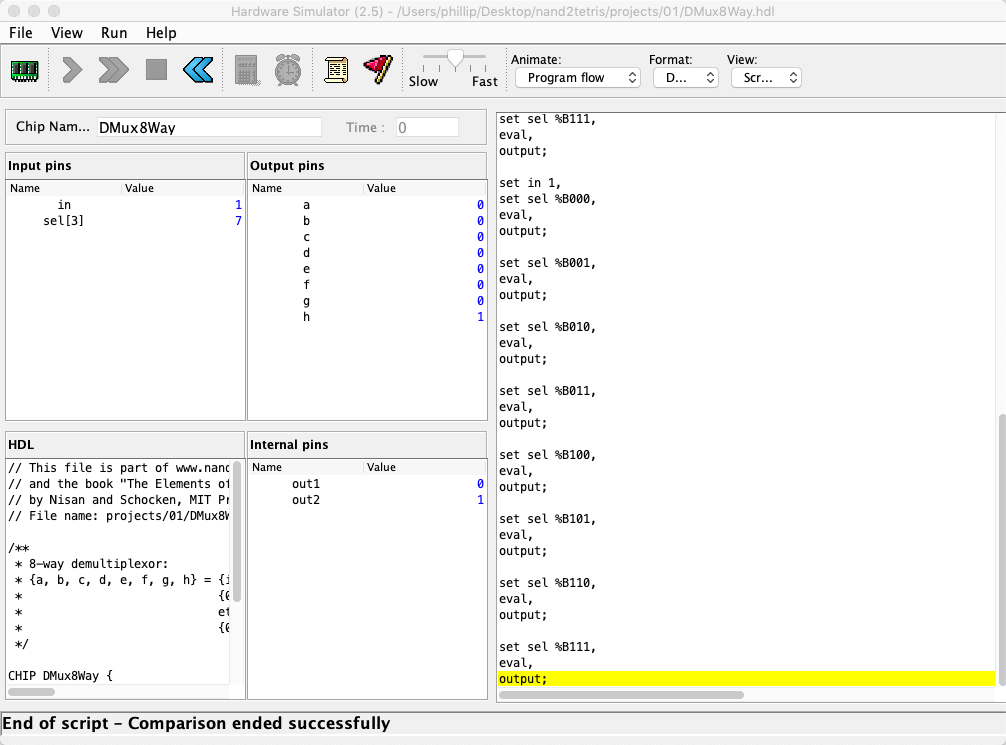 Hardware Simulator (2.5) - /Users/phillip/Desktop/nand2tetris/projects/01/DMux8Way.hdl
File View Run Help
Slow Fast
Animate: Format: View:
Program flow D... Scr...
Chip Nam... DMux8Way Time : 0
Input pins
Name Value
in 1
sel[3] 7
Output pins
Name Value
a 0
b 0
c 0
d 0
e 0
f 0
g 0
h 1
HDL
// This file is part of www.nand
// and the book "The Elements of
// by Nisan and Schocken, MIT Pr
// File name: projects/01/DMux8W
/**
* 8-way demultiplexor:
* {a, b, c, d, e, f, g, h} = {i
* {0
* et
* {0
*/
CHIP DMux8Way {
Internal pins
Name Value
out1 0
out2 1
set sel %B111,
eval,
output;
set in 1,
set sel %B000,
eval,
output;
set sel %B001,
eval,
output;
set sel %B010,
eval,
output;
set sel %B011,
eval,
output;
set sel %B100,
eval,
output;
set sel %B101,
eval,
output;
set sel %B110,
eval,
output;
set sel %B111,
eval,
output;
End of script - Comparison ended successfully